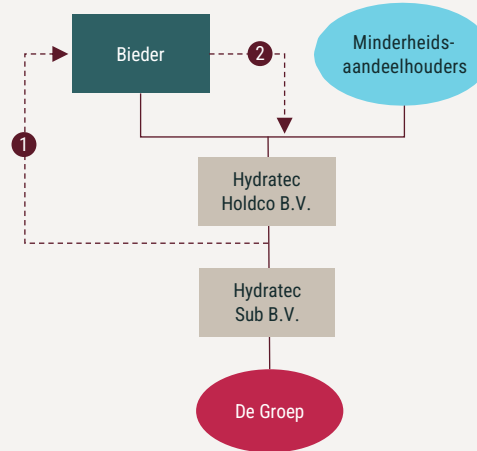 Bieder
2
Minderheids-
aandeelhouders
1
Hydratec
Holdco B.V.
Hydratec
Sub B.V.
De Groep